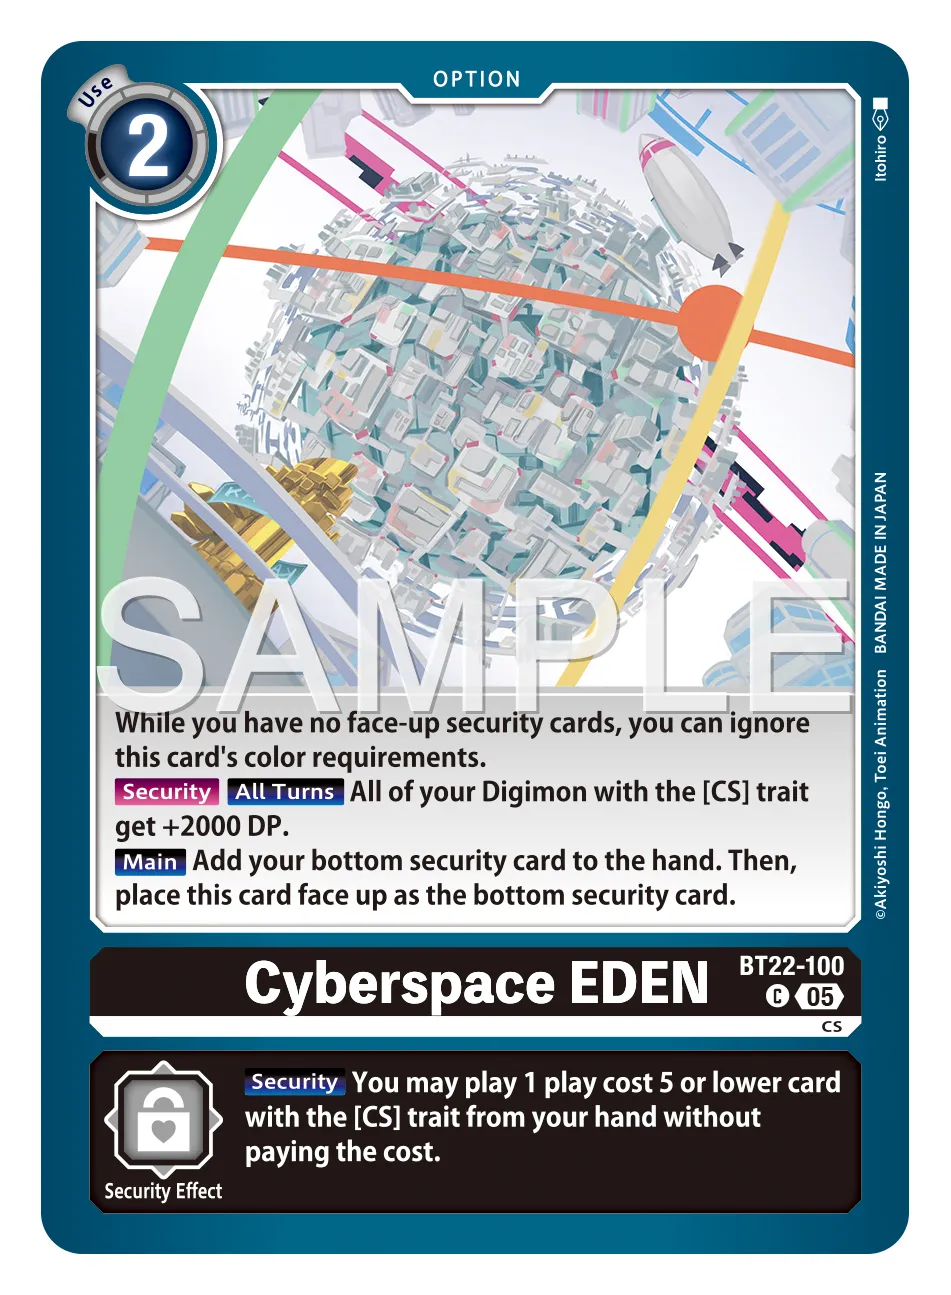 OPTION
Use
2
Itohiro
BANDAI MADE IN JAPAN
©Akiyoshi Hongo, Toei Animation
SAMPLE
While you have no face-up security cards, you can ignore
this card's color requirements.
Security All Turns All of your Digimon with the [CS] trait
get +2000 DP.
Main Add your bottom security card to the hand. Then,
place this card face up as the bottom security card.
Cyberspace EDEN
BT22-100
C 05
CS
Security You may play 1 play cost 5 or lower card
with the [CS] trait from your hand without
paying the cost.
Security Effect